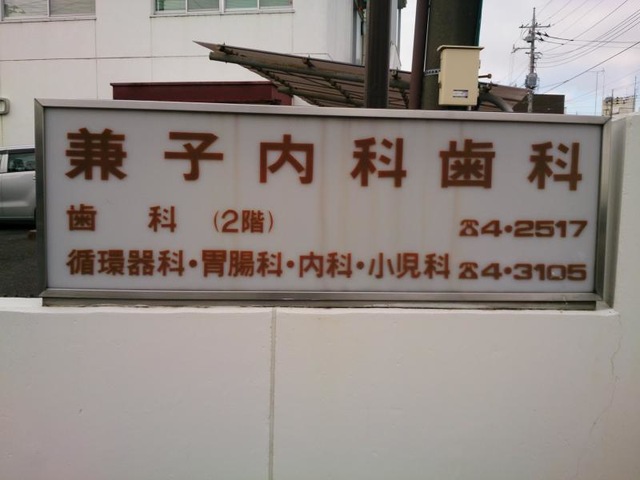 兼子内科歯科
歯 科 (2階) ☎4・2517
循環器科・胃腸科・内科・小児科 ☎4・3105